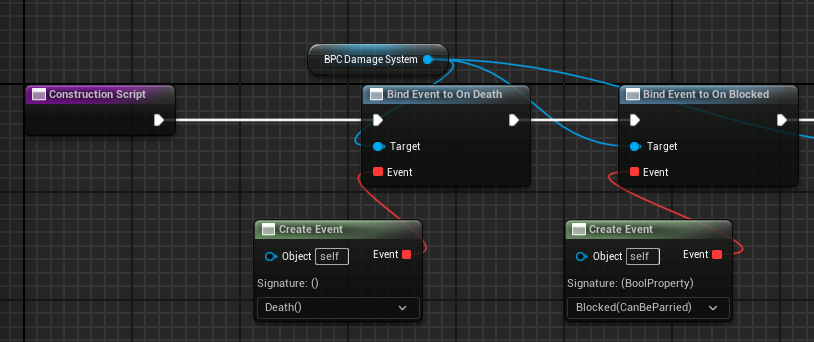 BPC Damage System
Construction Script
Bind Event to On Death
Bind Event to On Blocked
Target
Target
Event
Event
Create Event
Create Event
Object self Event
Object self Event
Signature: ()
Signature: (BoolProperty)
Death()
Blocked(CanBeParried)